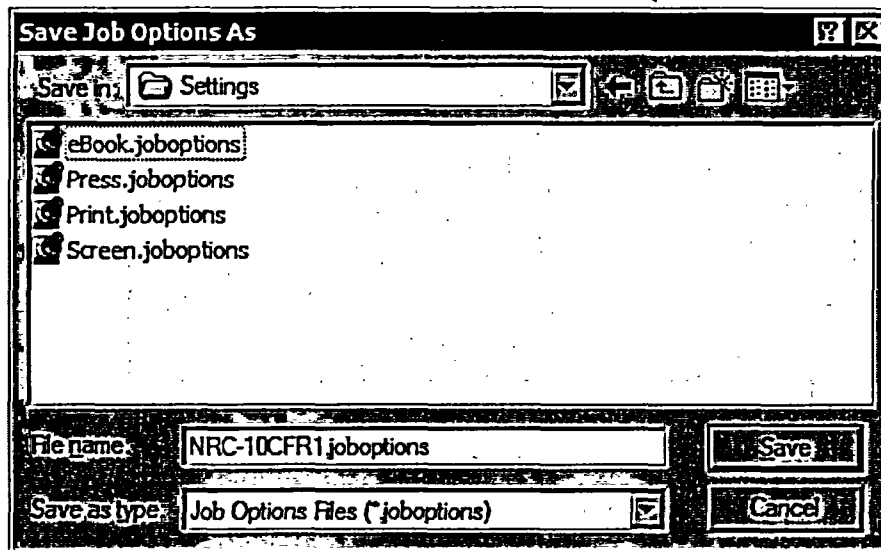 Save Job Options As
Save in: Settings
eBook.joboptions
Press.joboptions
Print.joboptions
Screen.joboptions
File name: NRC-10CFR1.joboptions Save
Save as type: Job Options Files (*.joboptions) Cancel